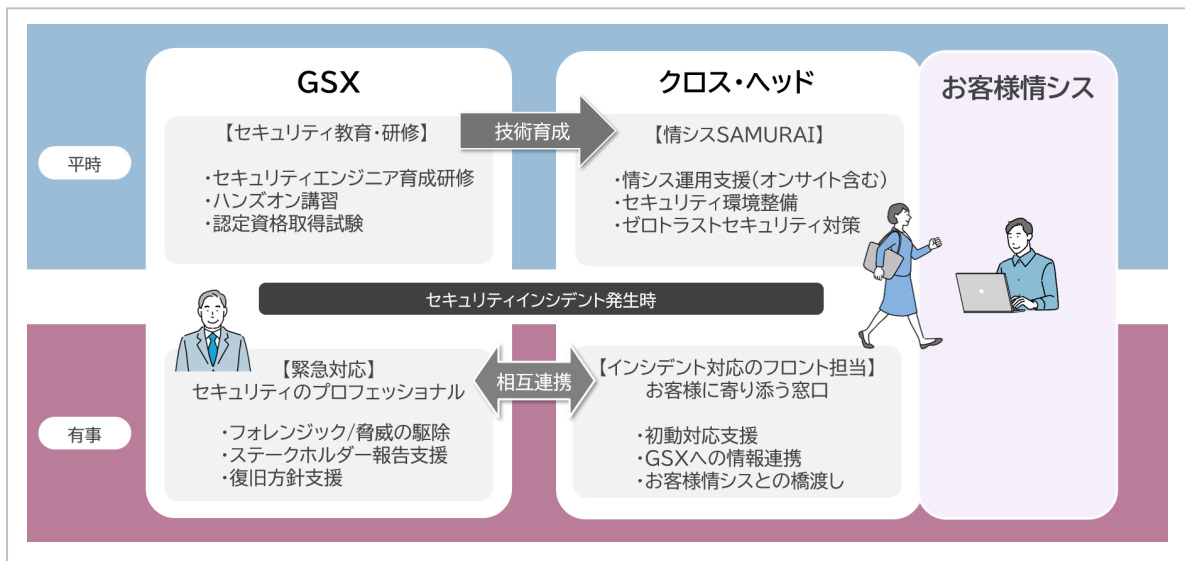 GSX
クロス・ヘッド
お客様情シス
平時
【セキュリティ教育・研修】
・セキュリティエンジニア育成研修
・ハンズオン講習
・認定資格取得試験
技術育成
【情シスSAMURAI】
・情シス運用支援(オンサイト含む)
・セキュリティ環境整備
・ゼロトラストセキュリティ対策
セキュリティインシデント発生時
有事
【緊急対応】
セキュリティのプロフェッショナル
・フォレンジック/脅威の駆除
・ステークホルダー報告支援
・復旧方針支援
相互連携
【インシデント対応のフロント担当】
お客様に寄り添う窓口
・初動対応支援
・GSXへの情報連携
・お客様情シスとの橋渡し